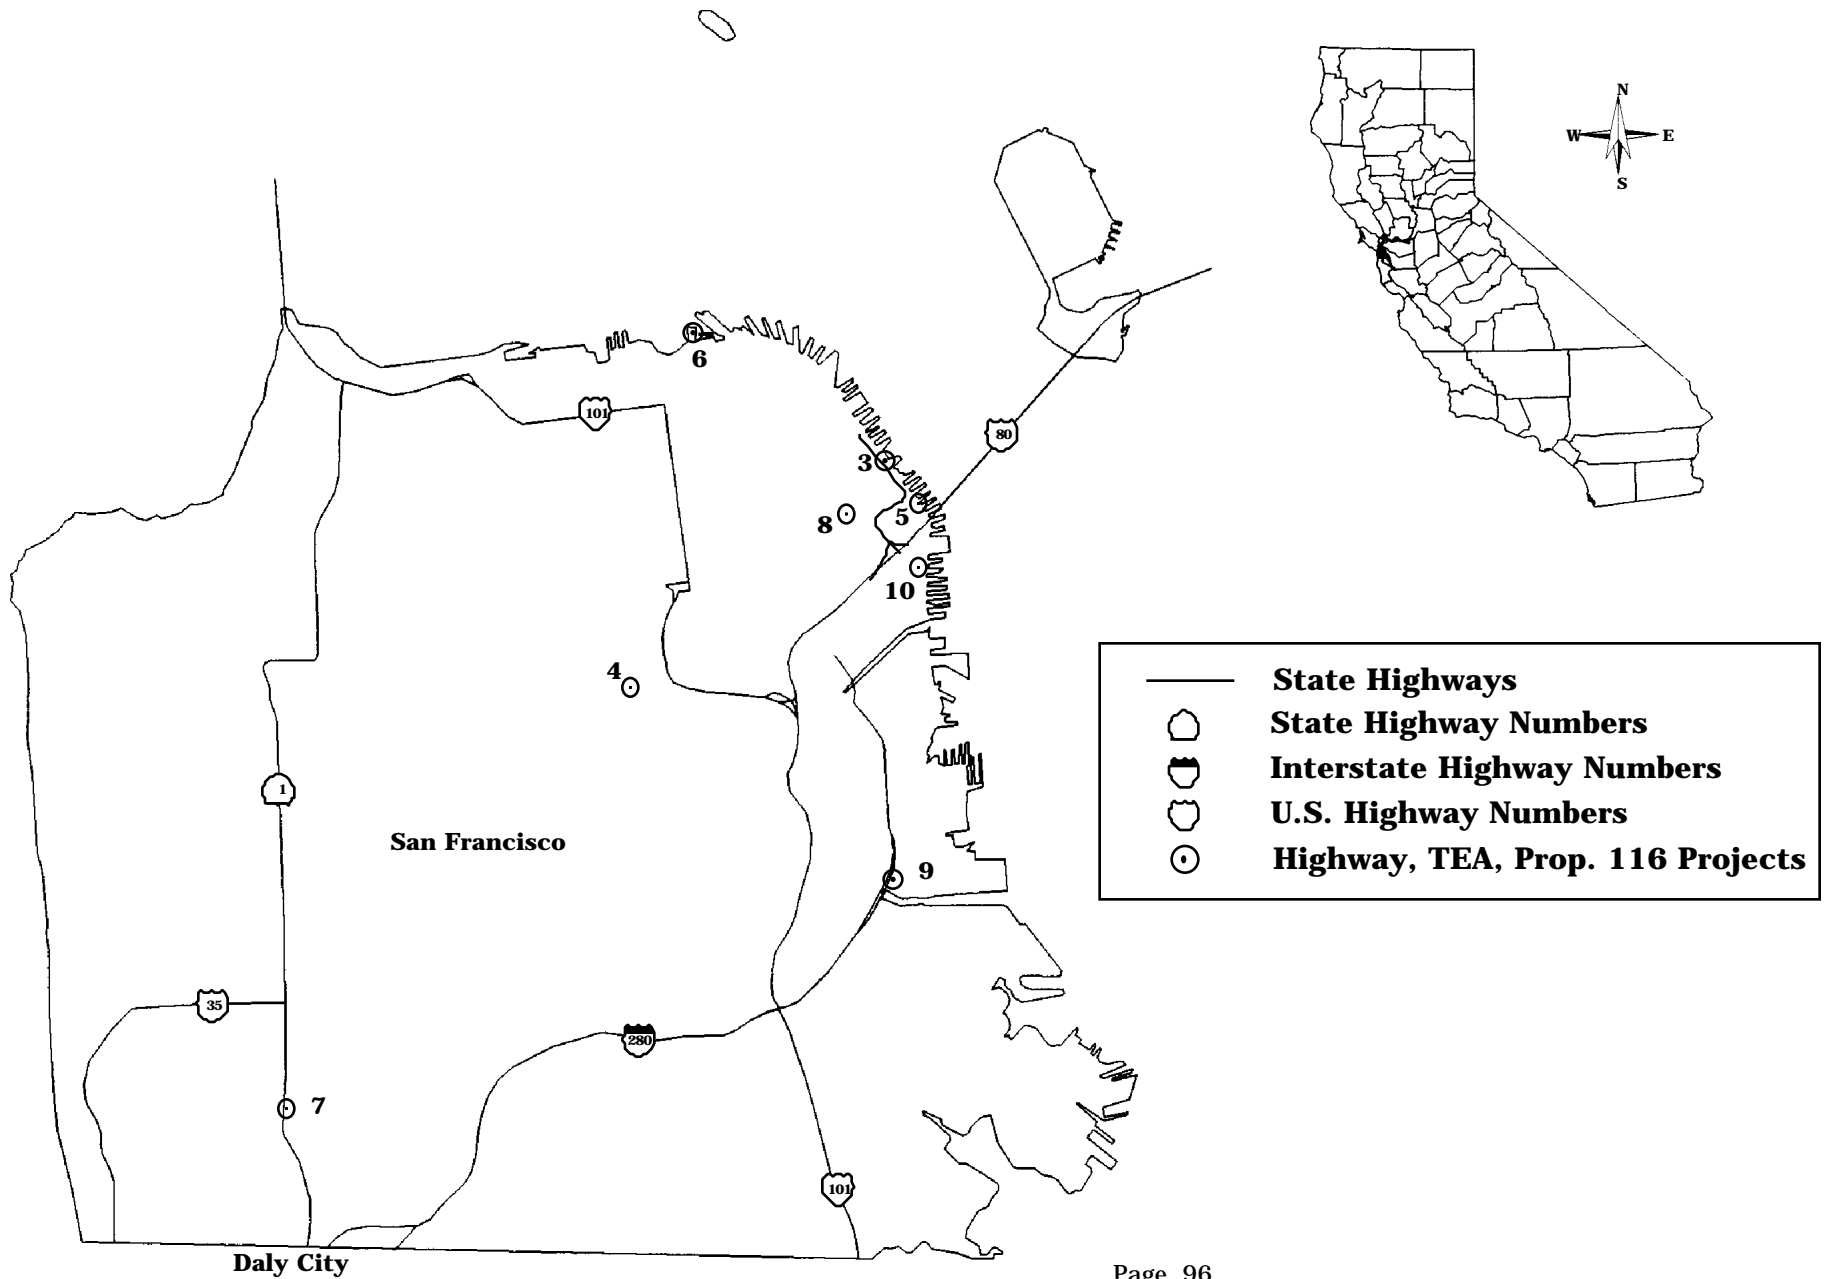 N
W E
S
6
101
80
3
5
8
10
4
State Highways
State Highway Numbers
Interstate Highway Numbers
U.S. Highway Numbers
Highway, TEA, Prop. 116 Projects
1
San Francisco
9
35
280
7
101
Daly City
Page 96